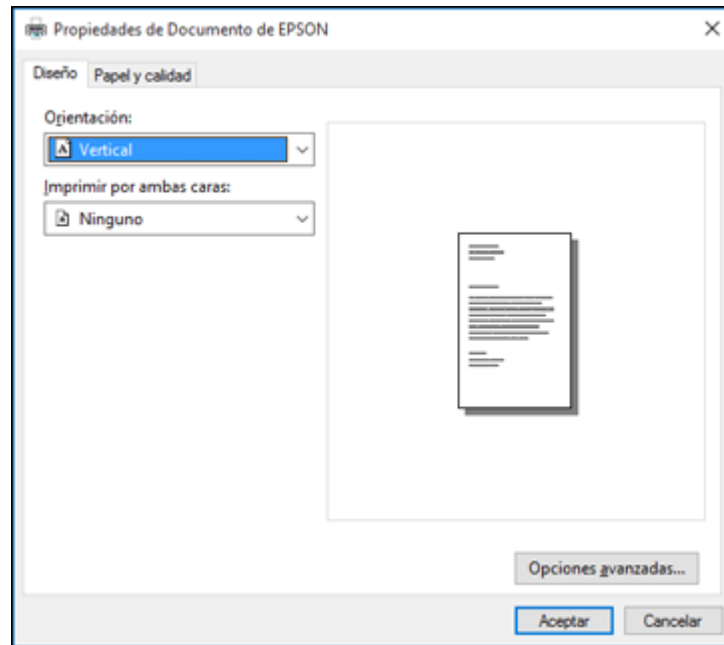 Propiedades de Documento de EPSON
Diseño
Papel y calidad
Orientación:
Vertical
Imprimir por ambas caras:
Ninguno
Opciones avanzadas...
Aceptar
Cancelar